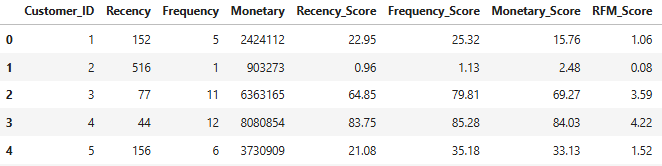 Customer_ID Recency Frequency Monetary Recency_Score Frequency_Score Monetary_Score RFM_Score
0 1 152 5 2424112 22.95 25.32 15.76 1.06
1 2 516 1 903273 0.96 1.13 2.48 0.08
2 3 77 11 6363165 64.85 79.81 69.27 3.59
3 4 44 12 8080854 83.75 85.28 84.03 4.22
4 5 156 6 3730909 21.08 35.18 33.13 1.52